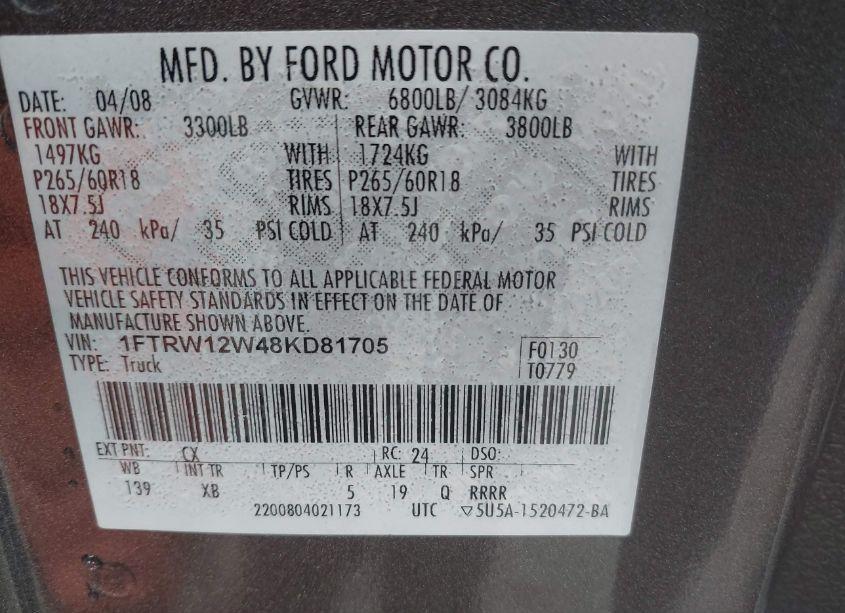 MFD. BY FORD MOTOR CO.
DATE: 04/08 GVWR: 6800LB/ 3084KG
FRONT GAWR: 3300LB REAR GAWR: 3800LB
1497KG WITH 1724KG WITH
P265/60R18 TIRES P265/60R18 TIRES
18X7.5J RIMS 18X7.5J RIMS
AT 240 kPa/ 35 PSI COLD AT 240 kPa/ 35 PSI COLD
THIS VEHICLE CONFORMS TO ALL APPLICABLE FEDERAL MOTOR
VEHICLE SAFETY STANDARDS IN EFFECT ON THE DATE OF
MANUFACTURE SHOWN ABOVE.
VIN: 1FTRW12W48KD81705 F0130
TYPE: Truck T0779
EXT PNT: CX RC: 24 DSO:
WB INT TR TP/PS R AXLE TR SPR
139 XB 5 19 Q RRRR
2200804021173 UTC ▽5U5A-1520472-BA